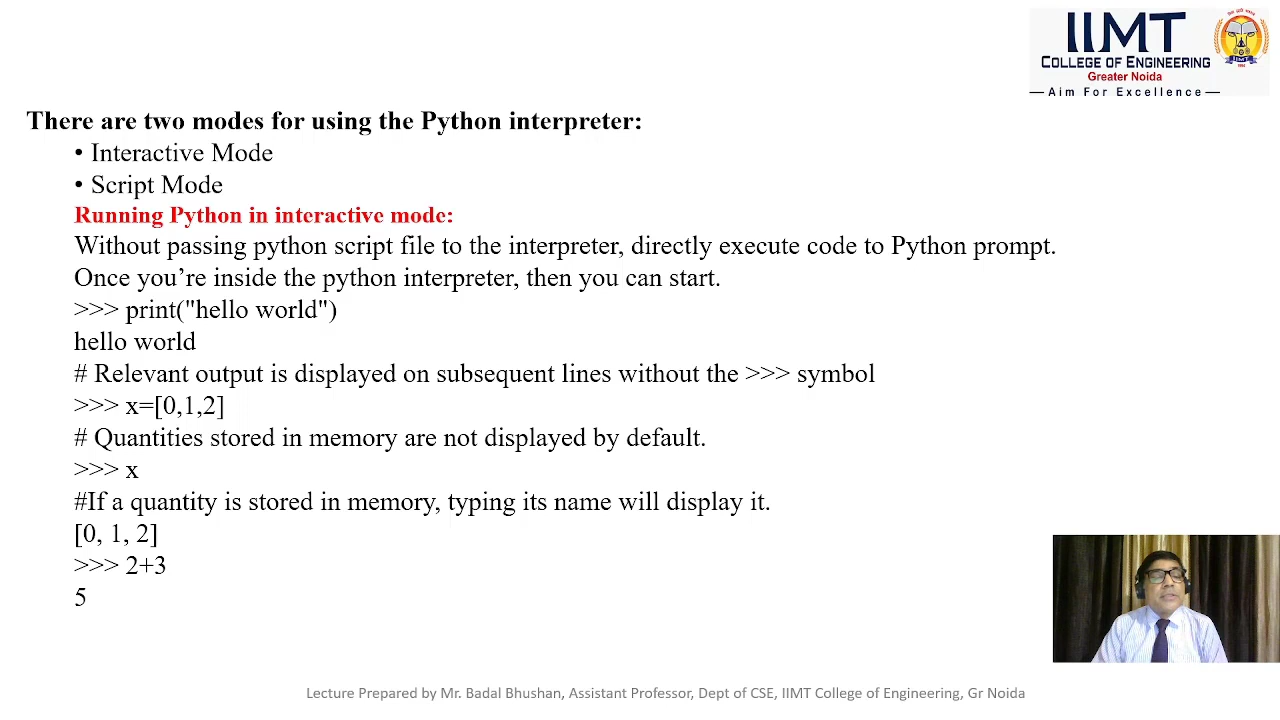 IIMT
COLLEGE OF ENGINEERING
Greater Noida
Aim For Excellence
There are two modes for using the Python interpreter:
• Interactive Mode
• Script Mode
Running Python in interactive mode:
Without passing python script file to the interpreter, directly execute code to Python prompt.
Once you’re inside the python interpreter, then you can start.
>>> print("hello world")
hello world
# Relevant output is displayed on subsequent lines without the >>> symbol
>>> x=[0,1,2]
# Quantities stored in memory are not displayed by default.
>>> x
#If a quantity is stored in memory, typing its name will display it.
[0, 1, 2]
>>> 2+3
5
Lecture Prepared by Mr. Badal Bhushan, Assistant Professor, Dept of CSE, IIMT College of Engineering, Gr Noida